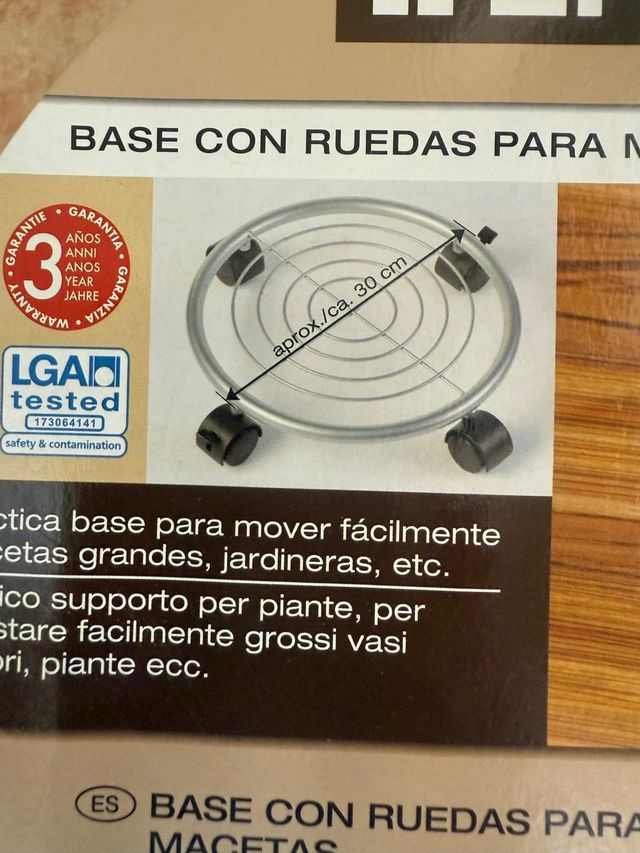 BASE CON RUEDAS PARA
GARANTIE • GARANTÍA • GARANZIA • WARRANTY •
3
AÑOS
ANNI
ANOS
YEAR
JAHRE
aprox./ca. 30 cm
LGA
tested
173064141
safety & contamination
ctica base para mover fácilmente
cetas grandes, jardineras, etc.
ico supporto per piante, per
stare facilmente grossi vasi
ori, piante ecc.
ES BASE CON RUEDAS PARA
MACETAS